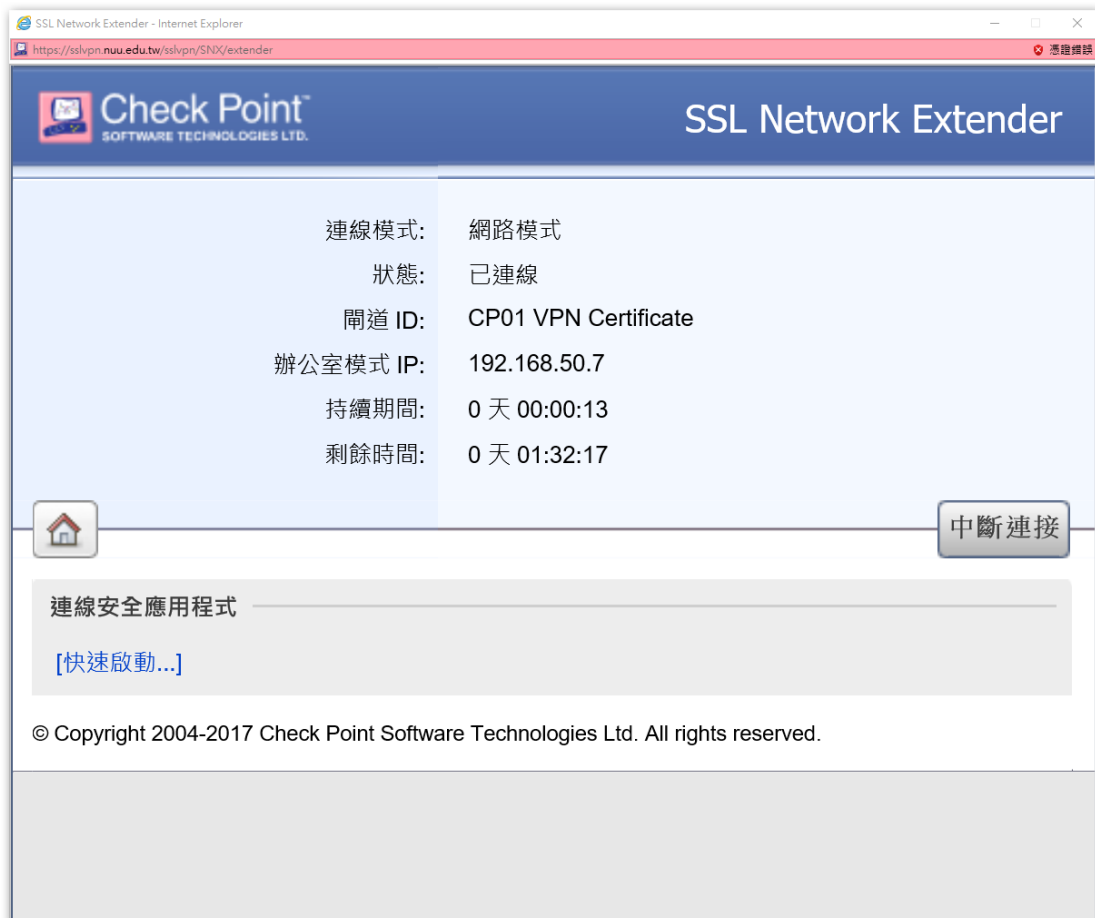 SSL Network Extender - Internet Explorer
https://sslvpn.nuu.edu.tw/sslvpn/SNX/extender 憑證錯誤
Check Point™
SOFTWARE TECHNOLOGIES LTD.
SSL Network Extender
連線模式: 網路模式
狀態: 已連線
閘道 ID: CP01 VPN Certificate
辦公室模式 IP: 192.168.50.7
持續期間: 0 天 00:00:13
剩餘時間: 0 天 01:32:17
中斷連接
連線安全應用程式
[快速啟動...]
© Copyright 2004-2017 Check Point Software Technologies Ltd. All rights reserved.